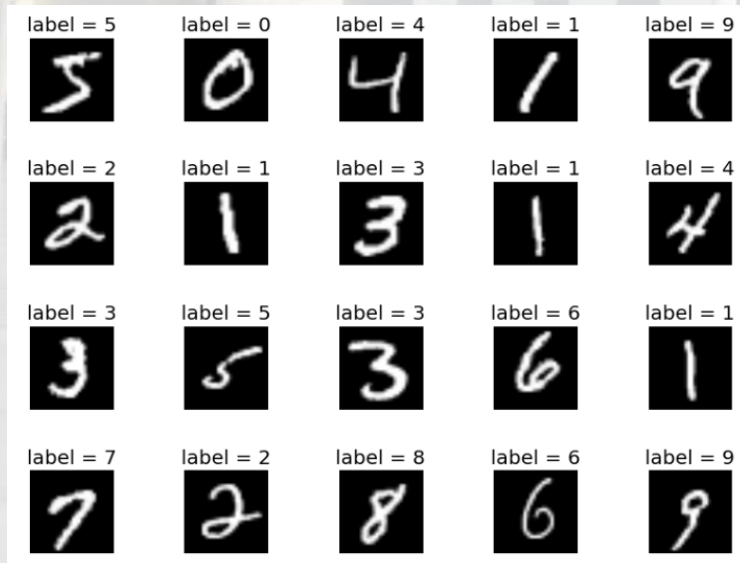 label = 5 label = 0 label = 4 label = 1 label = 9
5 0 4 1 9
label = 2 label = 1 label = 3 label = 1 label = 4
2 1 3 1 4
label = 3 label = 5 label = 3 label = 6 label = 1
3 5 3 6 1
label = 7 label = 2 label = 8 label = 6 label = 9
7 2 8 6 9